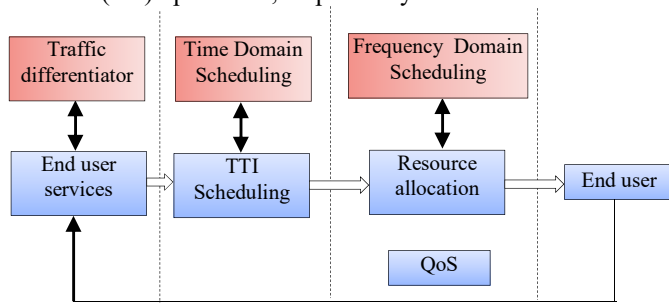 Traffic
differentiator
Time Domain
Scheduling
Frequency Domain
Scheduling
End user
services
TTI
Scheduling
Resource
allocation
End user
QoS